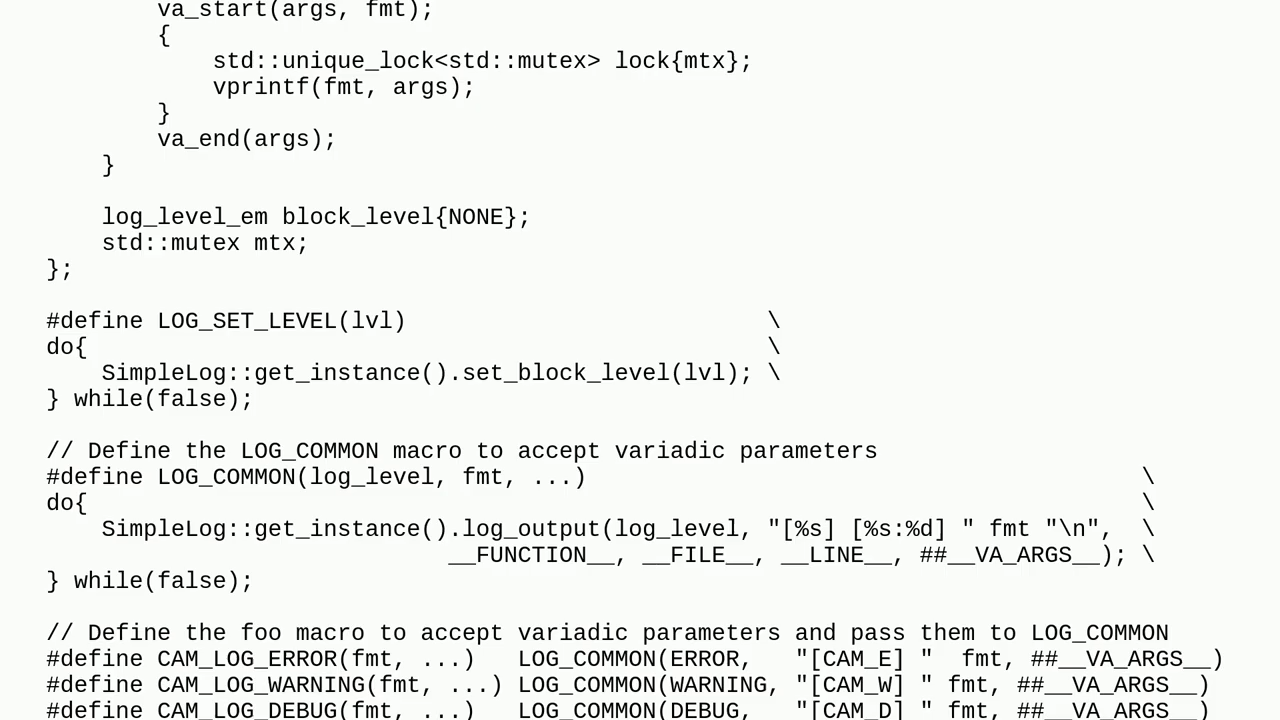 va_start(args, fmt);
        {
            std::unique_lock<std::mutex> lock{mtx};
            vprintf(fmt, args);
        }
        va_end(args);
    }

    log_level_em block_level{NONE};
    std::mutex mtx;
};

#define LOG_SET_LEVEL(lvl)                          \
do{                                                 \
    SimpleLog::get_instance().set_block_level(lvl); \
} while(false);

// Define the LOG_COMMON macro to accept variadic parameters
#define LOG_COMMON(log_level, fmt, ...)                                        \
do{                                                                            \
    SimpleLog::get_instance().log_output(log_level, "[%s] [%s:%d] " fmt "\n",  \
                             __FUNCTION__, __FILE__, __LINE__, ##__VA_ARGS__); \
} while(false);

// Define the foo macro to accept variadic parameters and pass them to LOG_COMMON
#define CAM_LOG_ERROR(fmt, ...)   LOG_COMMON(ERROR,   "[CAM_E] "  fmt, ##__VA_ARGS__)
#define CAM_LOG_WARNING(fmt, ...) LOG_COMMON(WARNING, "[CAM_W] " fmt, ##__VA_ARGS__)
#define CAM_LOG_DEBUG(fmt, ...)   LOG_COMMON(DEBUG,   "[CAM_D] " fmt, ##__VA_ARGS__)